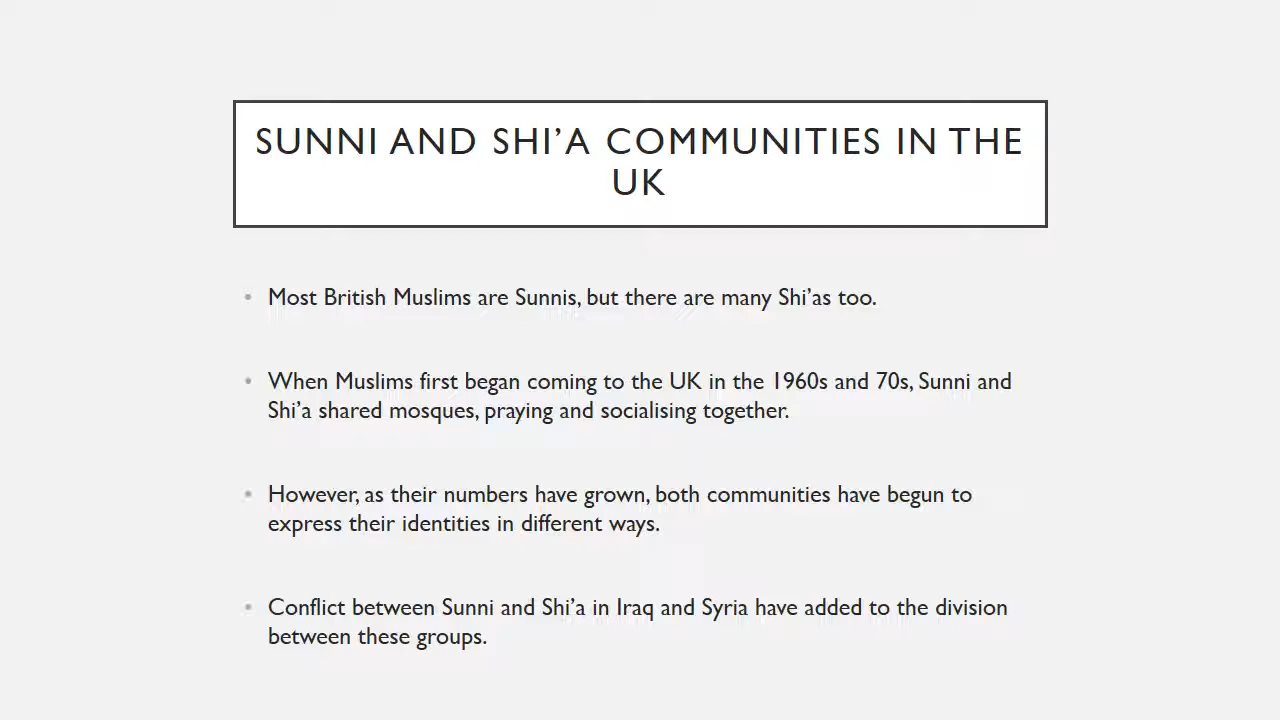 SUNNI AND SHI’A COMMUNITIES IN THE
UK
• Most British Muslims are Sunnis, but there are many Shi’as too.
• When Muslims first began coming to the UK in the 1960s and 70s, Sunni and
Shi’a shared mosques, praying and socialising together.
• However, as their numbers have grown, both communities have begun to
express their identities in different ways.
• Conflict between Sunni and Shi’a in Iraq and Syria have added to the division
between these groups.